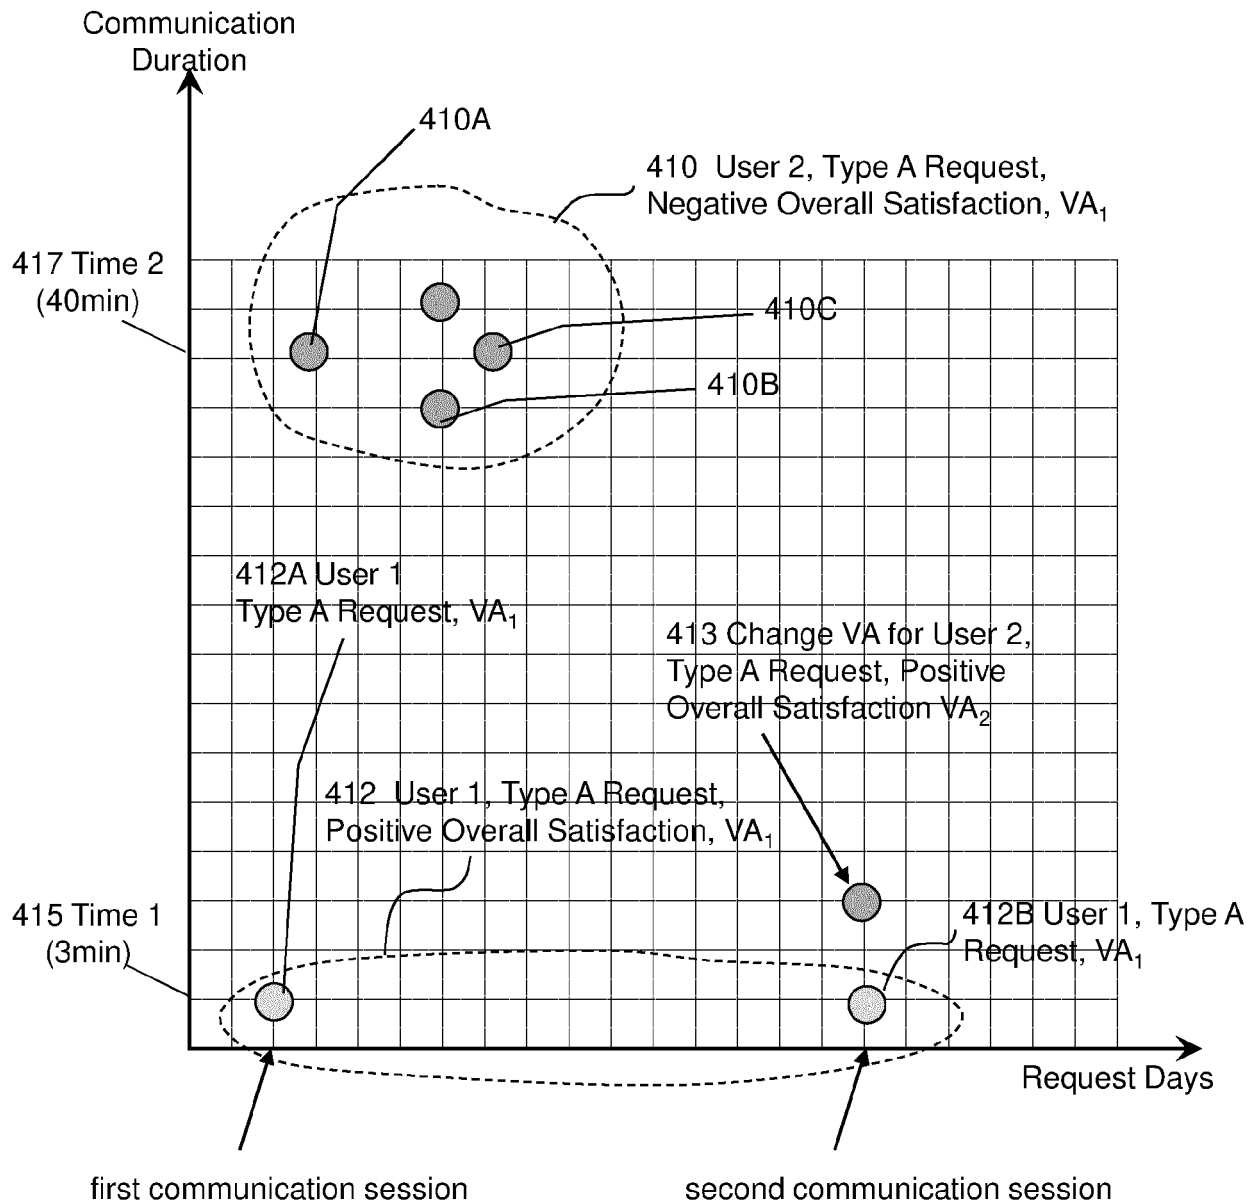 Communication
Duration
410A
410 User 2, Type A Request,
Negative Overall Satisfaction, VA1
417 Time 2
(40min)
410C
410B
412A User 1
Type A Request, VA1
413 Change VA for User 2,
Type A Request, Positive
Overall Satisfaction VA2
412 User 1, Type A Request,
Positive Overall Satisfaction, VA1
415 Time 1
(3min)
412B User 1, Type A
Request, VA1
Request Days
first communication session
second communication session